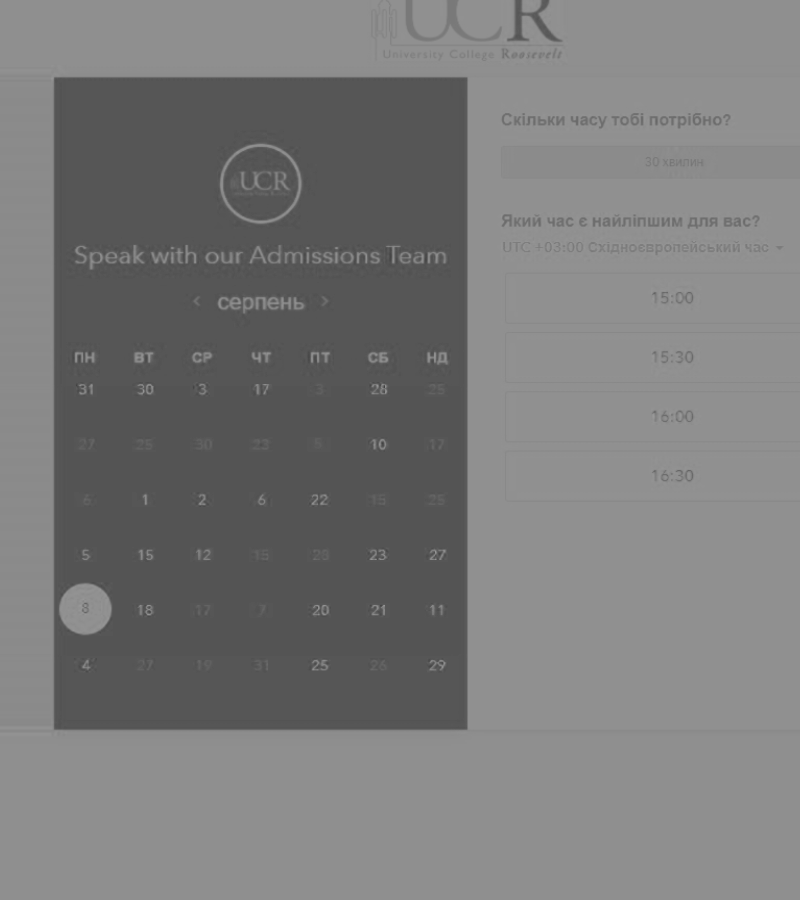 UCR
University College Roosevelt
UCR
Speak with our Admissions Team
‹ серпень ›
ПН ВТ СР ЧТ ПТ СБ НД
31 30 3 17 3 28 25
27 25 30 23 5 10 17
6 1 2 6 22 15 25
5 15 12 15 28 23 27
8 18 17 7 20 21 11
4 27 19 31 25 26 29
Скільки часу тобі потрібно?
30 хвилин
Який час є найліпшим для вас?
UTC +03:00 Східноєвропейський час
15:00
15:30
16:00
16:30